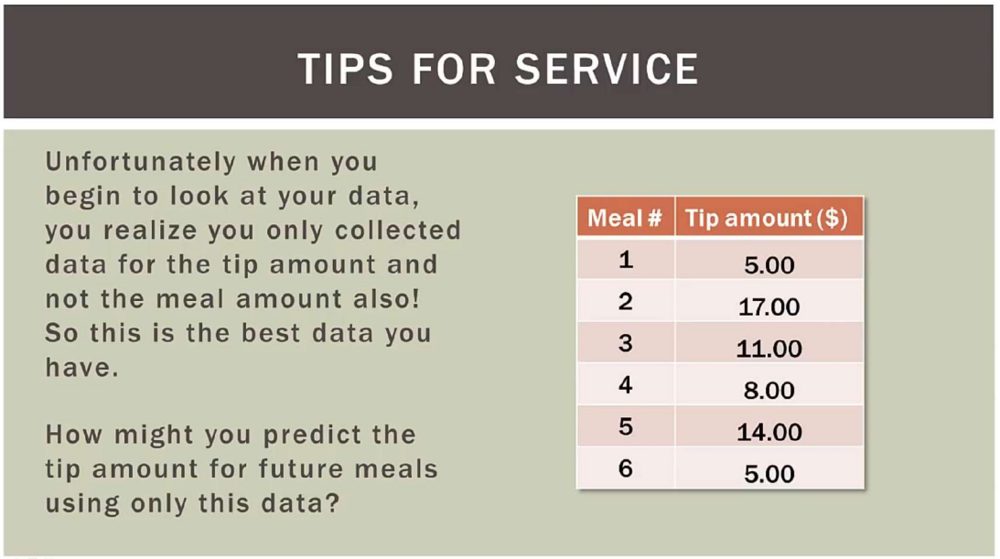 TIPS FOR SERVICE
Unfortunately when you
begin to look at your data,
you realize you only collected
data for the tip amount and
not the meal amount also!
So this is the best data you
have.
How might you predict the
tip amount for future meals
using only this data?
Meal # Tip amount ($)
1 5.00
2 17.00
3 11.00
4 8.00
5 14.00
6 5.00